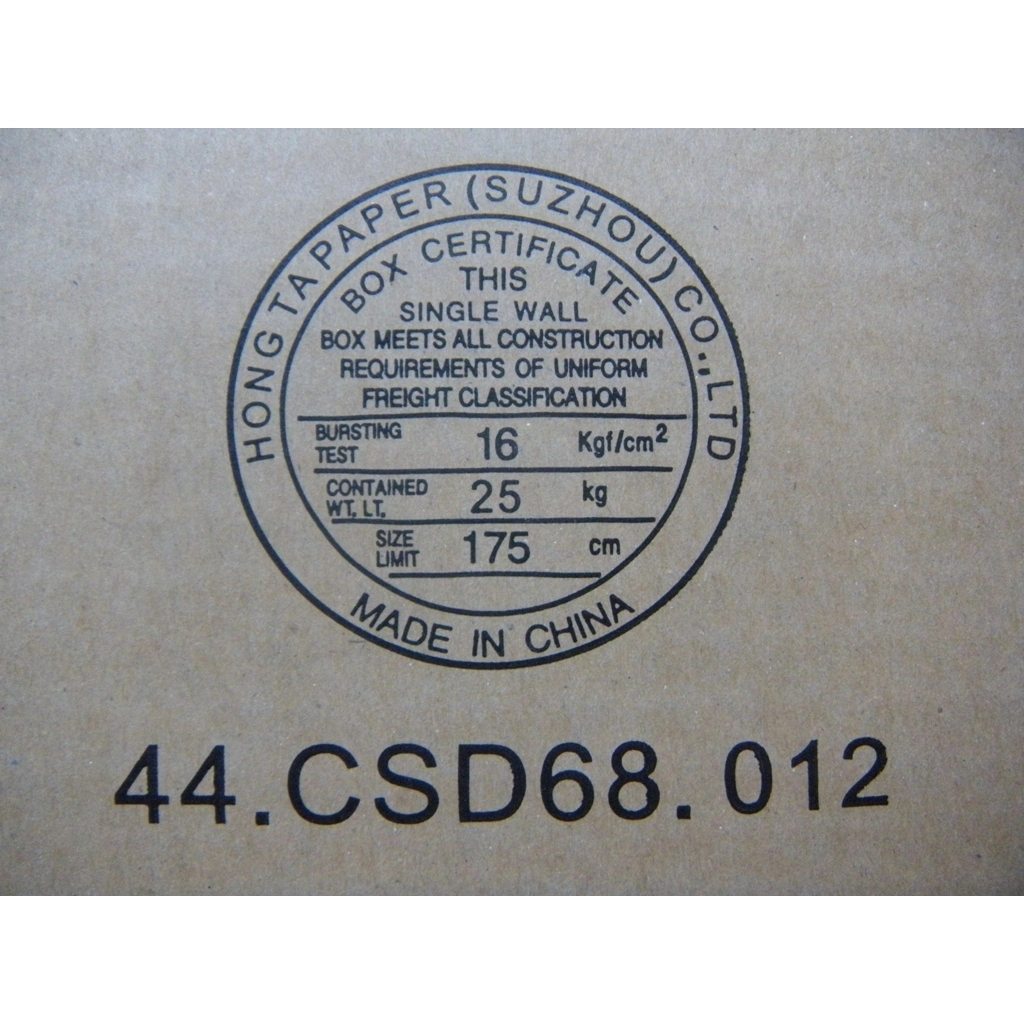 HONG TA PAPER (SUZHOU) CO.,LTD
BOX CERTIFICATE
THIS
SINGLE WALL
BOX MEETS ALL CONSTRUCTION
REQUIREMENTS OF UNIFORM
FREIGHT CLASSIFICATION
BURSTING TEST 16 Kgf/cm²
CONTAINED WT, LT, 25 kg
SIZE LIMIT 175 cm
MADE IN CHINA
44.CSD68.012